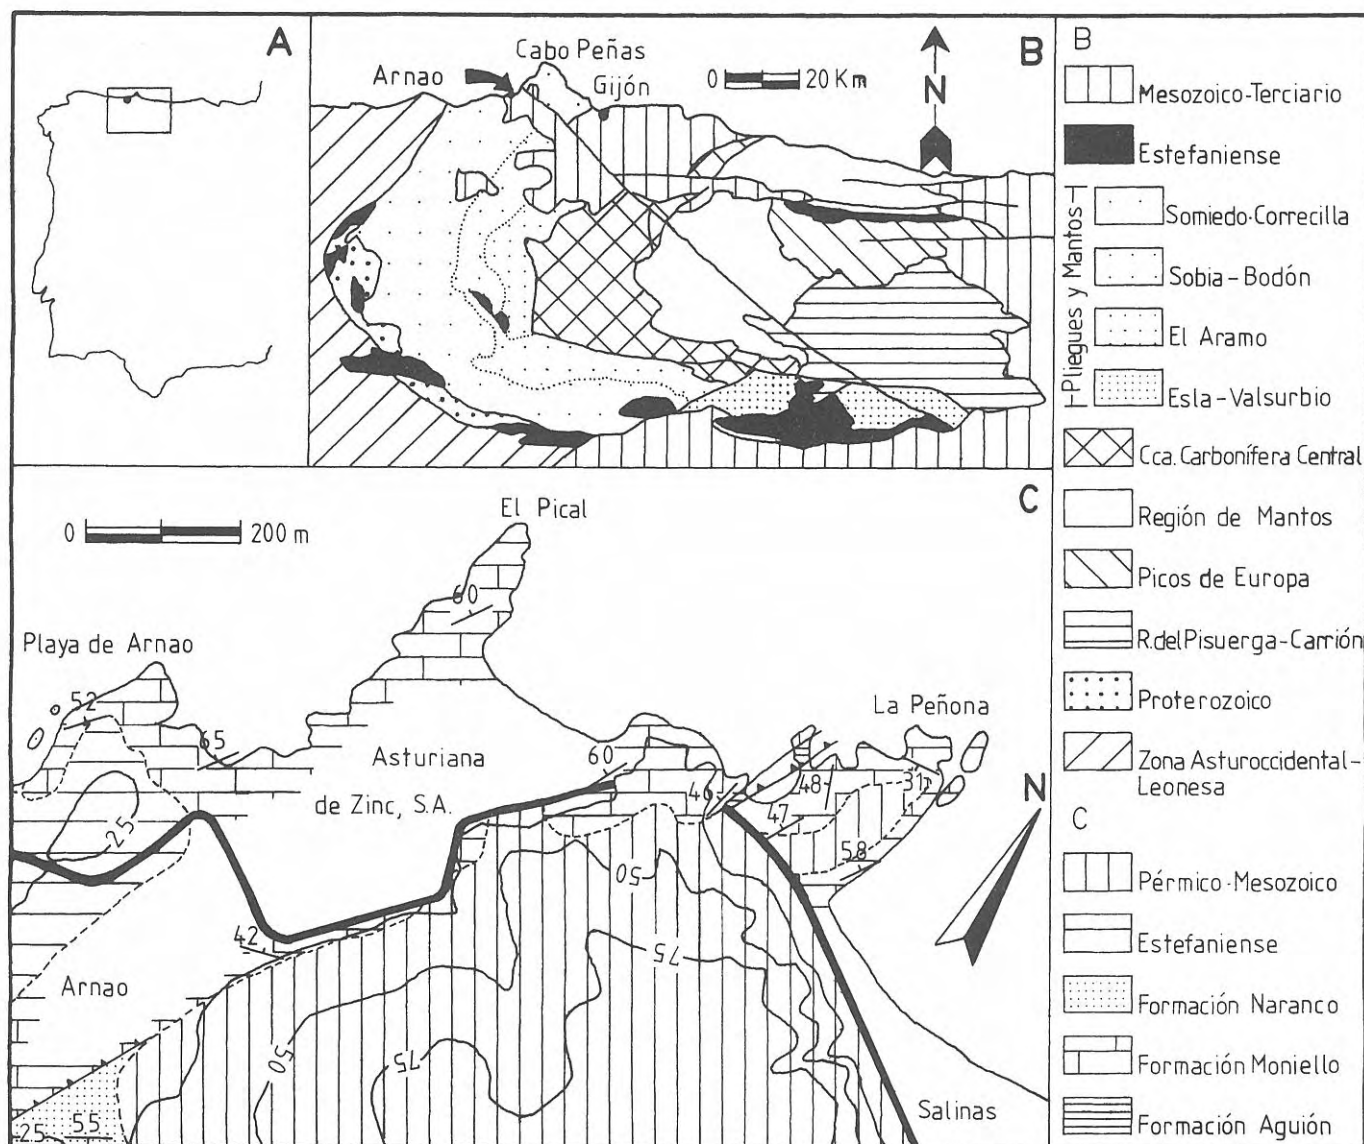 A
B
Cabo Peñas
Arnao
Gijón
0 20 Km
N
C
0 200 m
El Pical
Playa de Arnao
52
65
60
La Peñona
Asturiana
de Zinc, S.A.
60
46
48
47
31
58
N
25
50
75
42
Arnao
50
75
Salinas
25
55
B
Mesozoico-Terciario
Estefaniense
Pliegues y Mantos
Somiedo-Correcilla
Sobia-Bodón
El Aramo
Esla-Valsurbio
Cca. Carbonífera Central
Región de Mantos
Picos de Europa
R.del Pisuerga-Carrión
Proterozoico
Zona Asturoccidental-
Leonesa
C
Pérmico-Mesozoico
Estefaniense
Formación Naranco
Formación Moniello
Formación Aguión